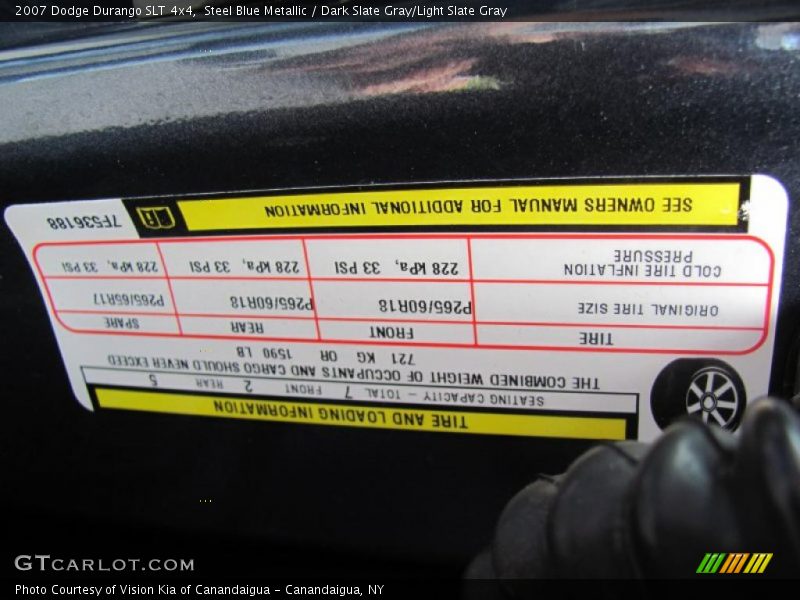 2007 Dodge Durango SLT 4x4, Steel Blue Metallic / Dark Slate Gray/Light Slate Gray
TIRE AND LOADING INFORMATION
SEATING CAPACITY – TOTAL 7 FRONT 2 REAR 5
THE COMBINED WEIGHT OF OCCUPANTS AND CARGO SHOULD NEVER EXCEED
721 KG OR 1590 LB
TIRE FRONT REAR SPARE
ORIGINAL TIRE SIZE P265/60R18 P265/60R18 P265/65R17
COLD TIRE INFLATION PRESSURE 228 kPa, 33 PSI 228 kPa, 33 PSI 228 kPa, 33 PSI
SEE OWNERS MANUAL FOR ADDITIONAL INFORMATION
7F536188
GTCARLOT.COM
Photo Courtesy of Vision Kia of Canandaigua – Canandaigua, NY